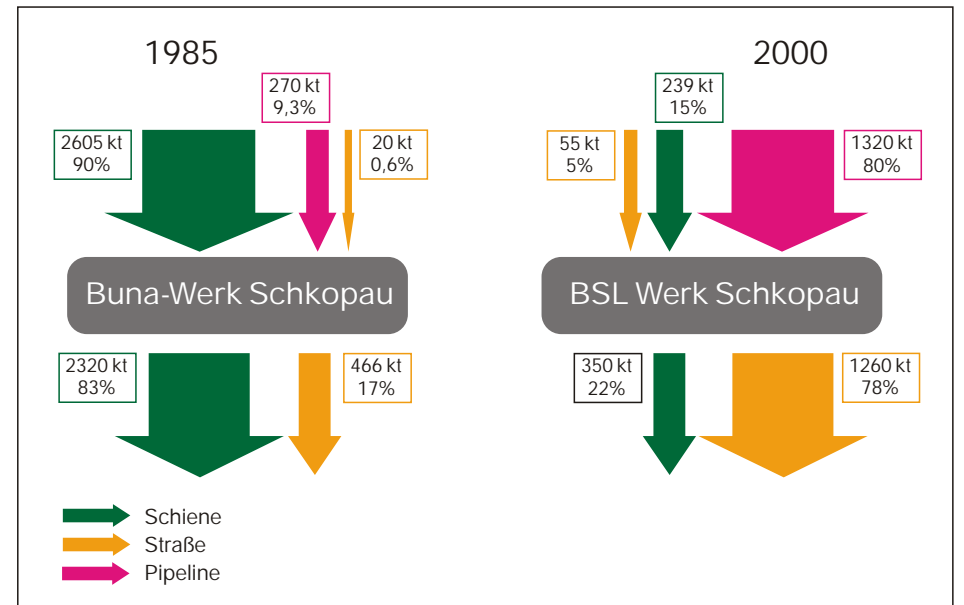 1985
270 kt
9,3%
2605 kt
90%
20 kt
0,6%
Buna-Werk Schkopau
2320 kt
83%
466 kt
17%
2000
239 kt
15%
55 kt
5%
1320 kt
80%
BSL Werk Schkopau
350 kt
22%
1260 kt
78%
Schiene
Straße
Pipeline